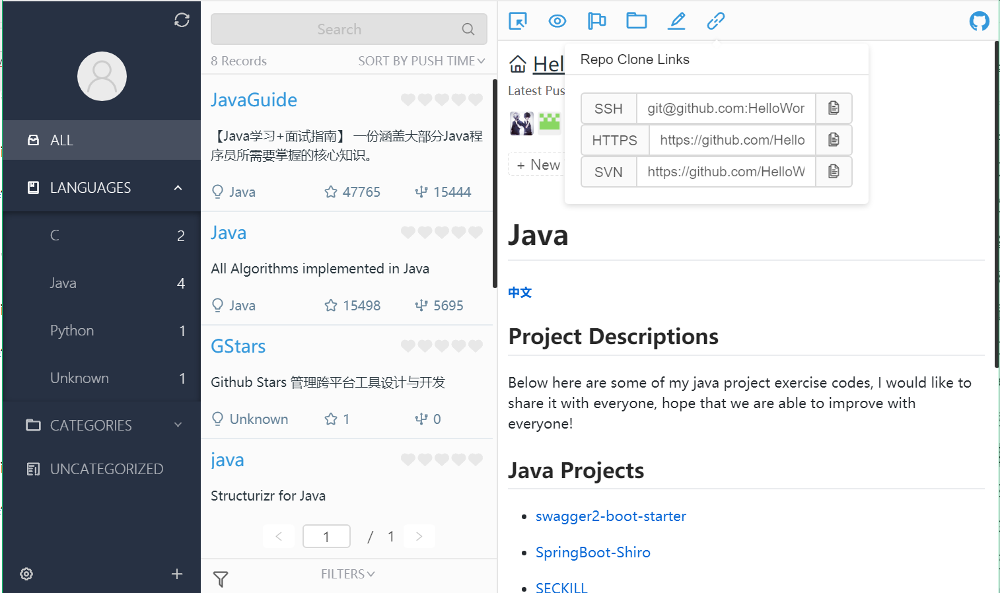 ALL
LANGUAGES
C 2
Java 4
Python 1
Unknown 1
CATEGORIES
UNCATEGORIZED
Search
8 Records SORT BY PUSH TIME
JavaGuide
【Java学习+面试指南】 一份涵盖大部分Java程
序员所需要掌握的核心知识。
Java 47765 15444
Java
All Algorithms implemented in Java
Java 15498 5695
GStars
Github Stars 管理跨平台工具设计与开发
Unknown 1 0
java
Structurizr for Java
1 / 1
FILTERS
Hel
Latest Pus
+ New
Repo Clone Links
SSH git@github.com:HelloWor
HTTPS https://github.com/Hello
SVN https://github.com/HelloW
Java
中文
Project Descriptions
Below here are some of my java project exercise codes, I would like to
share it with everyone, hope that we are able to improve with
everyone!
Java Projects
swagger2-boot-starter
SpringBoot-Shiro
SECKILL